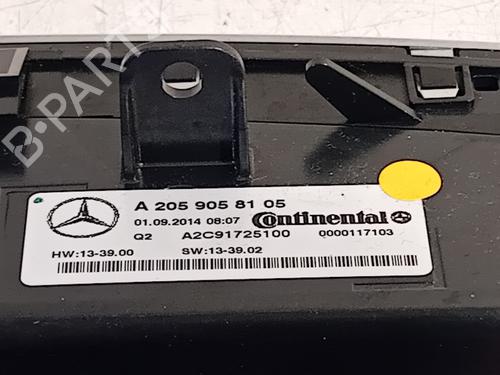 B-PARTS
A 205 905 81 05
01.09.2014 08:07 Continental
Q2 A2C91725100 0000117103
HW:13-39.00 SW:13-39.02